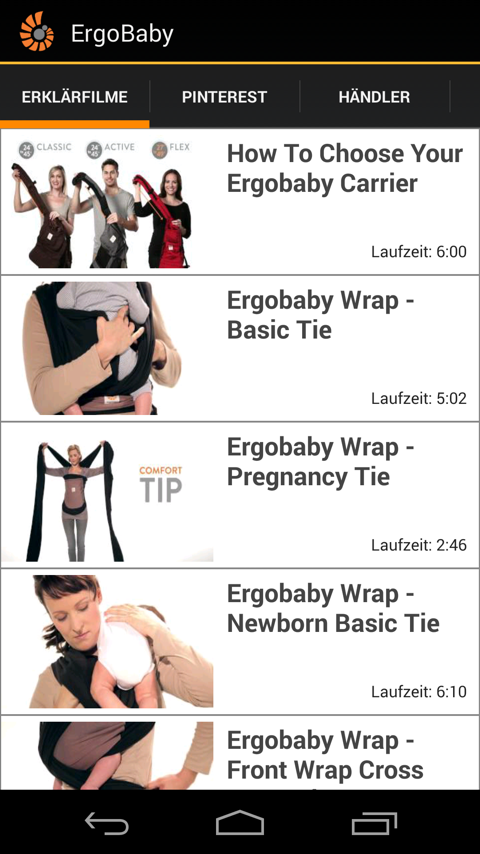 ErgoBaby
ERKLÄRFILME
PINTEREST
HÄNDLER
CLASSIC
ACTIVE
FLEX
How To Choose Your
Ergobaby Carrier
Laufzeit: 6:00
Ergobaby Wrap -
Basic Tie
Laufzeit: 5:02
COMFORT
TIP
Ergobaby Wrap -
Pregnancy Tie
Laufzeit: 2:46
Ergobaby Wrap -
Newborn Basic Tie
Laufzeit: 6:10
Ergobaby Wrap -
Front Wrap Cross